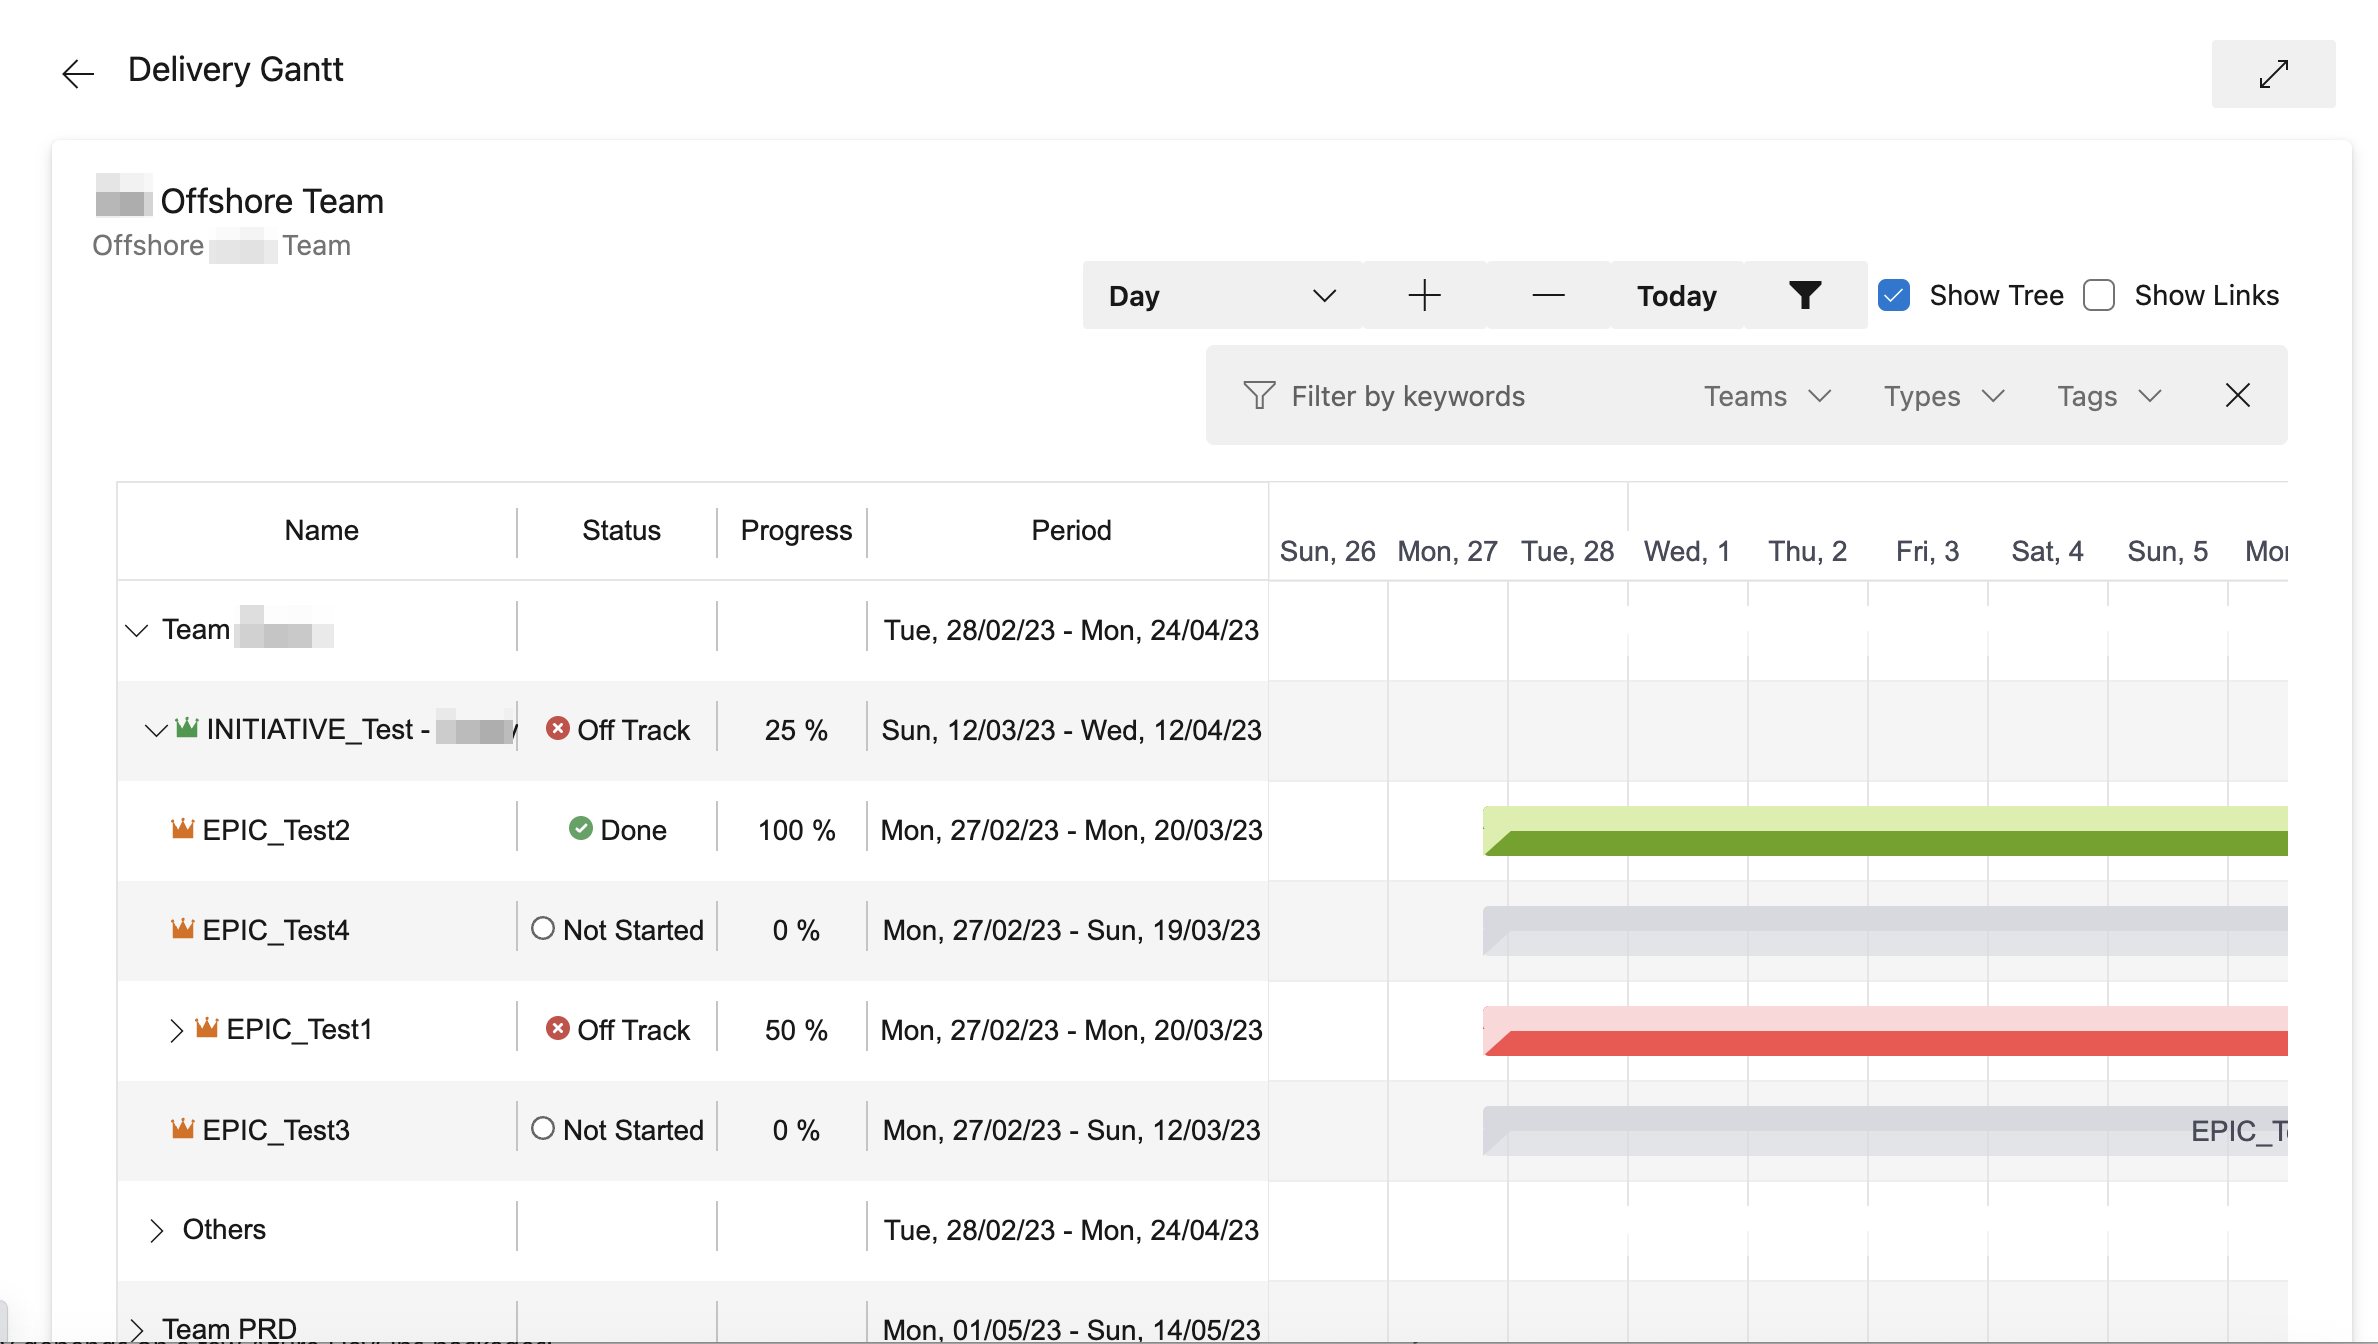 Delivery Gantt
Offshore Team
Offshore Team
Day Today Show Tree Show Links
Filter by keywords Teams Types Tags
Name Status Progress Period Sun, 26 Mon, 27 Tue, 28 Wed, 1 Thu, 2 Fri, 3 Sat, 4 Sun, 5
Team Tue, 28/02/23 - Mon, 24/04/23
INITIATIVE_Test - Off Track 25 % Sun, 12/03/23 - Wed, 12/04/23
EPIC_Test2 Done 100 % Mon, 27/02/23 - Mon, 20/03/23
EPIC_Test4 Not Started 0 % Mon, 27/02/23 - Sun, 19/03/23
EPIC_Test1 Off Track 50 % Mon, 27/02/23 - Mon, 20/03/23
EPIC_Test3 Not Started 0 % Mon, 27/02/23 - Sun, 12/03/23 EPIC_T
Others Tue, 28/02/23 - Mon, 24/04/23
Team PRD Mon, 01/05/23 - Sun, 14/05/23